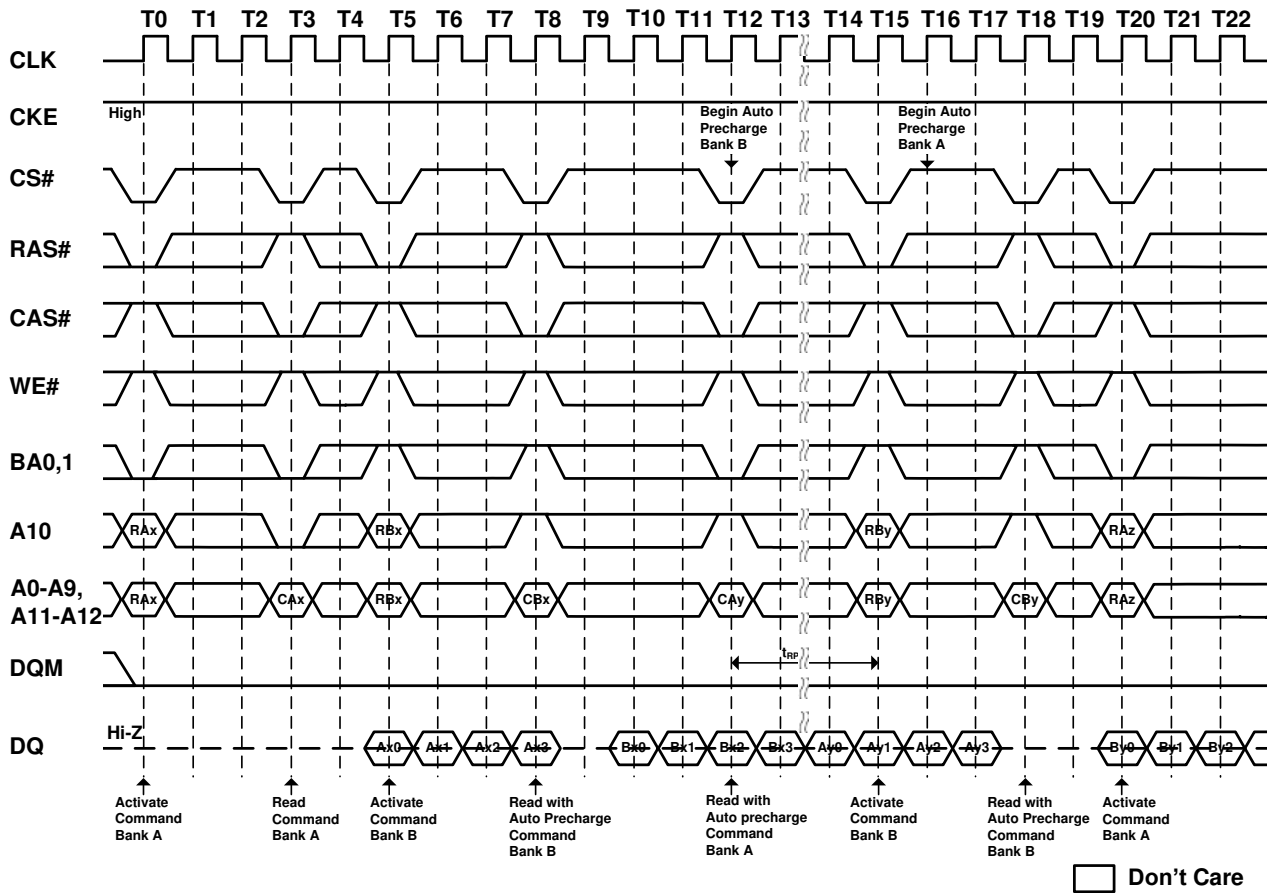 T0 T1 T2 T3 T4 T5 T6 T7 T8 T9 T10 T11 T12 T13 T14 T15 T16 T17 T18 T19 T20 T21 T22
CLK
CKE
High
Begin Auto
Precharge
Bank B
Begin Auto
Precharge
Bank A
CS#
RAS#
CAS#
WE#
BA0,1
A10
RAx RBx RBy RAz
A0-A9,
A11-A12
RAx CAx RBx CBx CAy RBy CBy RAz
DQM
tRP
DQ
Hi-Z
Ax0 Ax1 Ax2 Ax3 Bx0 Bx1 Bx2 Bx3 Ay0 Ay1 Ay2 Ay3 By0 By1 By2
Activate
Command
Bank A
Read
Command
Bank A
Activate
Command
Bank B
Read with
Auto Precharge
Command
Bank B
Read with
Auto precharge
Command
Bank A
Activate
Command
Bank B
Read with
Auto Precharge
Command
Bank B
Activate
Command
Bank A
Don't Care